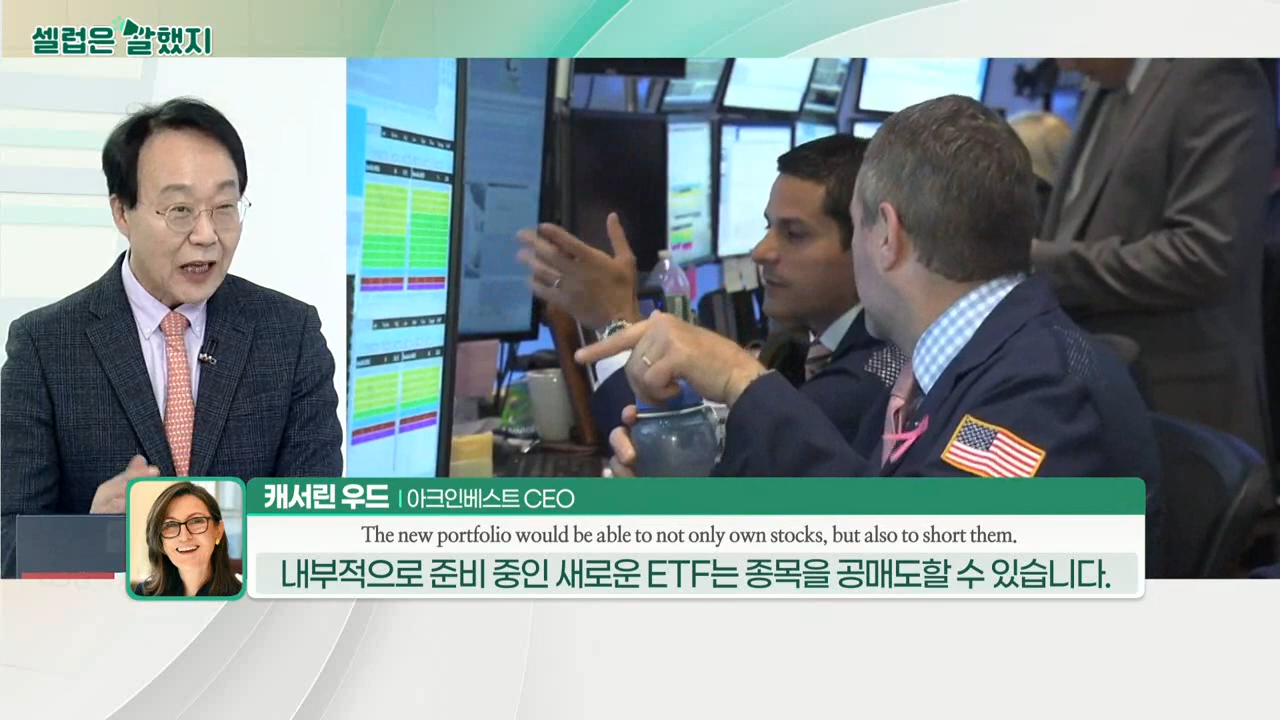 셀럽은 말했지
캐서린 우드 | 아크인베스트 CEO
The new portfolio would be able to not only own stocks, but also to short them.
내부적으로 준비 중인 새로운 ETF는 종목을 공매도할 수 있습니다.